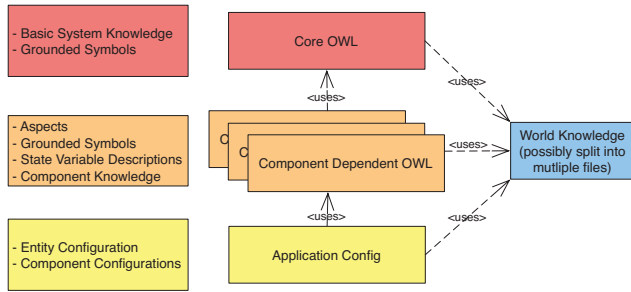 - Basic System Knowledge
- Grounded Symbols
Core OWL
<uses>
<uses>
- Aspects
- Grounded Symbols
- State Variable Descriptions
- Component Knowledge
C
C
Component Dependent OWL
<uses>
World Knowledge
(possibly split into
mutliple files)
<uses>
<uses>
- Entity Configuration
- Component Configurations
Application Config